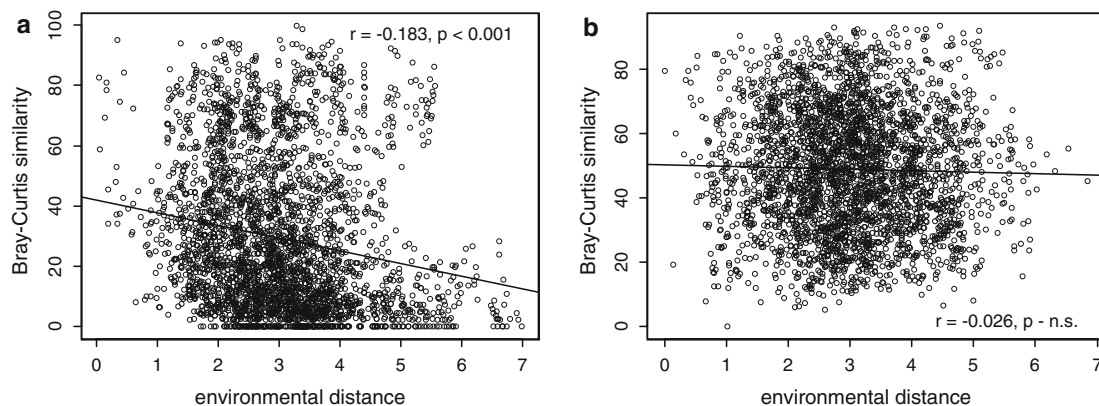 a
r = -0.183, p < 0.001
Bray-Curtis similarity
100
80
60
40
20
0
0 1 2 3 4 5 6 7
environmental distance
b
Bray-Curtis similarity
80
60
40
20
0
r = -0.026, p - n.s.
0 1 2 3 4 5 6 7
environmental distance